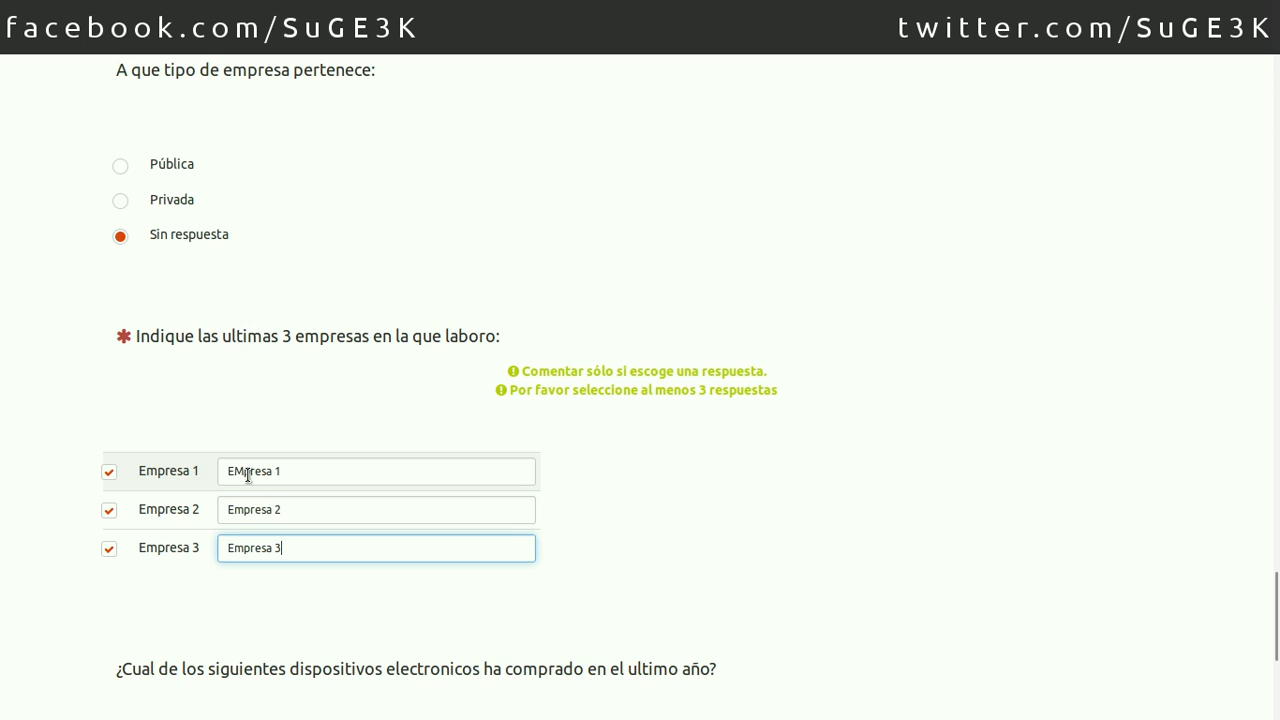 facebook.com/SuGE3K twitter.com/SuGE3K
A que tipo de empresa pertenece:
Pública
Privada
Sin respuesta
Indique las ultimas 3 empresas en la que laboro:
Comentar sólo si escoge una respuesta.
Por favor seleccione al menos 3 respuestas
Empresa 1 EMpresa 1
Empresa 2 Empresa 2
Empresa 3 Empresa 3
¿Cual de los siguientes dispositivos electronicos ha comprado en el ultimo año?